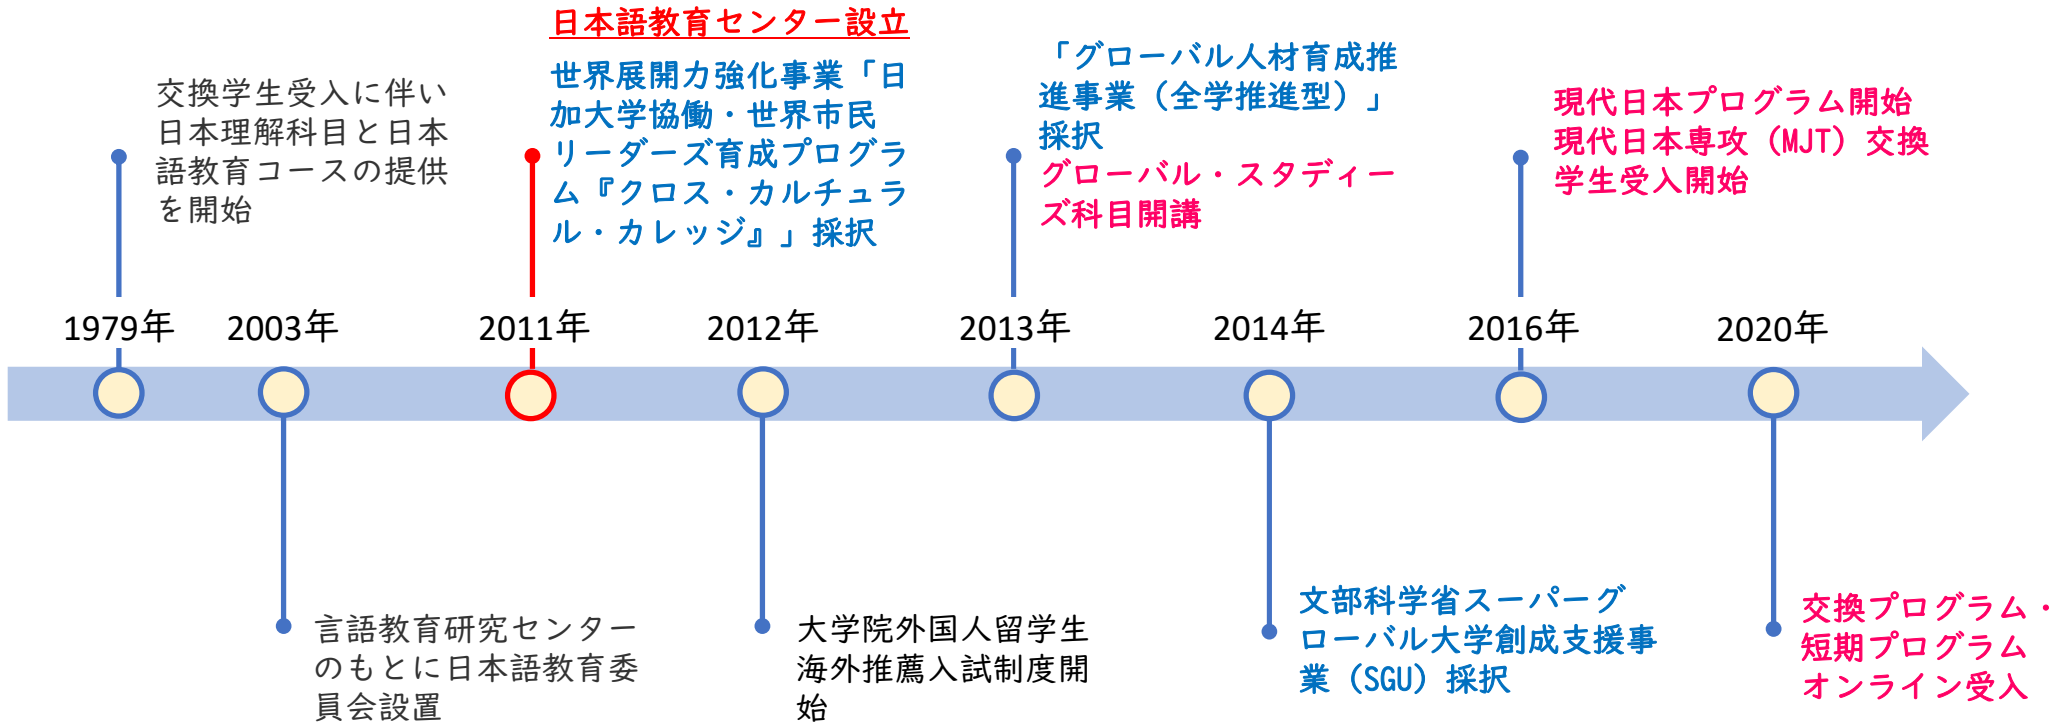 日本語教育センター設立
世界展開力強化事業「日
加大学協働・世界市民
リーダーズ育成プログラ
ム『クロス・カルチュラ
ル・カレッジ』」採択
交換学生受入に伴い
日本理解科目と日本
語教育コースの提供
を開始
「グローバル人材育成推
進事業（全学推進型）」
採択
グローバル・スタディー
ズ科目開講
現代日本プログラム開始
現代日本専攻（MJT）交換
学生受入開始
1979年
2003年
2011年
2012年
2013年
2014年
2016年
2020年
言語教育研究センター
のもとに日本語教育委
員会設置
大学院外国人留学生
海外推薦入試制度開
始
文部科学省スーパーグ
ローバル大学創成支援事
業（SGU）採択
交換プログラム・
短期プログラム
オンライン受入